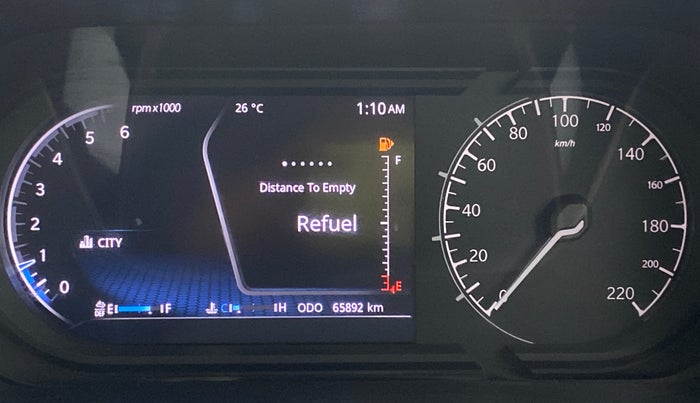 rpm x1000
26 °C
1:10 AM
6
5
4
3
2
1
0
CITY
F
......
Distance To Empty
Refuel
E
DEF
E F
C H
ODO 65892 km
0
20
40
60
80
100
120
140
160
180
200
220
km/h